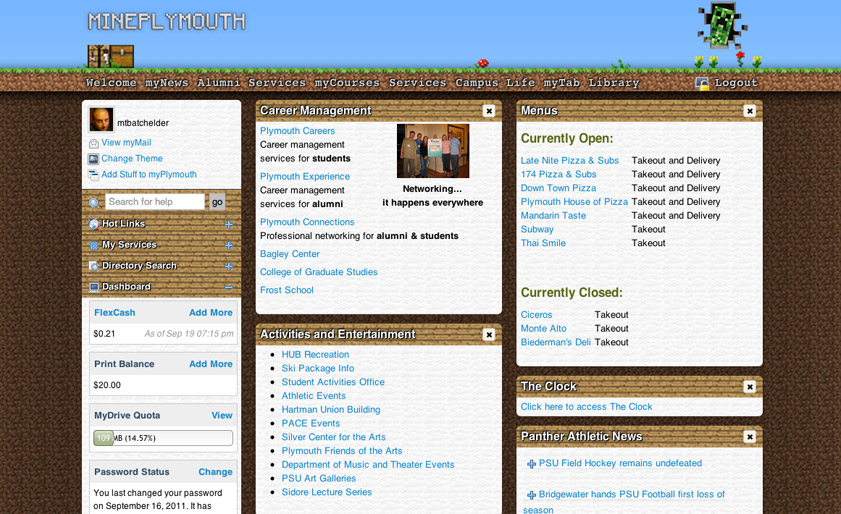 MINEPLYMOUTH
Welcome myNews Alumni Services myCourses Services Campus Life myTab Library
Logout
mtbatchelder
View myMail
Change Theme
Add Stuff to myPlymouth
Search for help go
Hot Links
My Services
Directory Search
Dashboard
FlexCash Add More
$0.21 As of Sep 19 07:15 pm
Print Balance Add More
$20.00
MyDrive Quota View
109 MB (14.57%)
Password Status Change
You last changed your password
on September 16, 2011. It has
Career Management
Plymouth Careers
Career management
services for students
Plymouth Experience
Career management
services for alumni
Networking...
it happens everywhere
Plymouth Connections
Professional networking for alumni & students
Bagley Center
College of Graduate Studies
Frost School
Activities and Entertainment
HUB Recreation
Ski Package Info
Student Activities Office
Athletic Events
Hartman Union Building
PACE Events
Silver Center for the Arts
Plymouth Friends of the Arts
Department of Music and Theater Events
PSU Art Galleries
Sidore Lecture Series
Menus
Currently Open:
Late Nite Pizza & Subs Takeout and Delivery
174 Pizza & Subs Takeout and Delivery
Down Town Pizza Takeout and Delivery
Plymouth House of Pizza Takeout and Delivery
Mandarin Taste Takeout and Delivery
Subway Takeout
Thai Smile Takeout
Currently Closed:
Ciceros Takeout
Monte Alto Takeout
Biederman's Deli Takeout
The Clock
Click here to access The Clock
Panther Athletic News
PSU Field Hockey remains undefeated
Bridgewater hands PSU Football first loss of
season